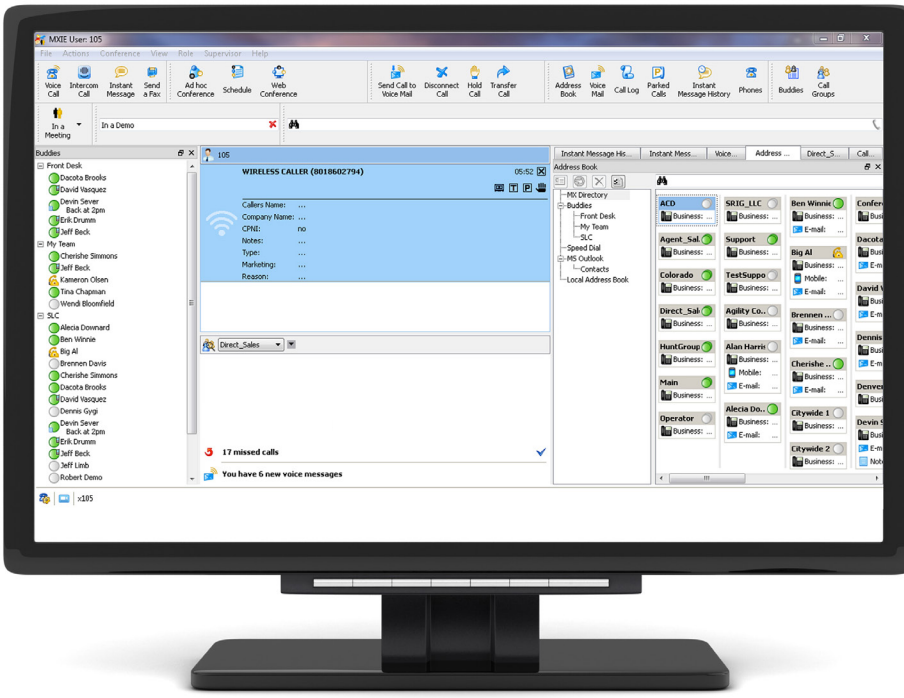 MXIE User: 105
File Actions Conference View Role Supervisor Help
Voice Call
Intercom Call
Instant Message
Send a Fax
Ad hoc Conference
Schedule
Web Conference
Send Call to Voice Mail
Disconnect Call
Hold Call
Transfer Call
Address Book
Voice Mail
Call Log
Parked Calls
Instant Message History
Phones
Buddies
Call Groups
In a Meeting
In a Demo
Buddies
Front Desk
Dacota Brooks
David Vasquez
Devin Sever
Back at 2pm
Erik Drumm
Jeff Beck
My Team
Cherishe Simmons
Jeff Beck
Kameron Olsen
Tina Chapman
Wendi Bloomfield
SLC
Alecia Downard
Ben Winnie
Big Al
Brennen Davis
Cherishe Simmons
Dacota Brooks
David Vasquez
Dennis Gygi
Devin Sever
Back at 2pm
Erik Drumm
Jeff Beck
Jeff Limb
Robert Demo
105
WIRELESS CALLER (8018602794) 05:52
Callers Name: ...
Company Name: ...
CPNI: no
Notes: ...
Type: ...
Marketing: ...
Reason: ...
Direct_Sales
17 missed calls
You have 6 new voice messages
Instant Message His... Instant Mess... Voice... Address ... Direct_S... Call...
Address Book
MX Directory
Buddies
Front Desk
My Team
SLC
Speed Dial
MS Outlook
Contacts
Local Address Book
ACD
Business: ...
Agent_Sal.
Business: ...
Colorado
Business: ...
Direct_Sal
Business: ...
HuntGroup
Business: ...
Main
Business: ...
Operator
Business: ...
SRIG_LLC
Business: ...
Support
Business: ...
TestSuppo
Business: ...
Agility Co..
Business: ...
Alan Harris
Business: ...
Mobile: ...
E-mail: ...
Alecia Do..
Business: ...
E-mail: ...
Ben Winnie
Business: ...
E-mail: ...
Big Al
Business: ...
Mobile: ...
E-mail: ...
Brennen ...
Business: ...
E-mail: ...
Cherishe ..
Business: ...
E-mail: ...
Citywide 1
Business: ...
Citywide 2
Business: ...
Confer
Busi
Dacota
Busi
E-m
David V
Busi
E-m
Dennis
Busi
E-m
Denver
Busi
Devin S
Busi
E-m
Not
x105